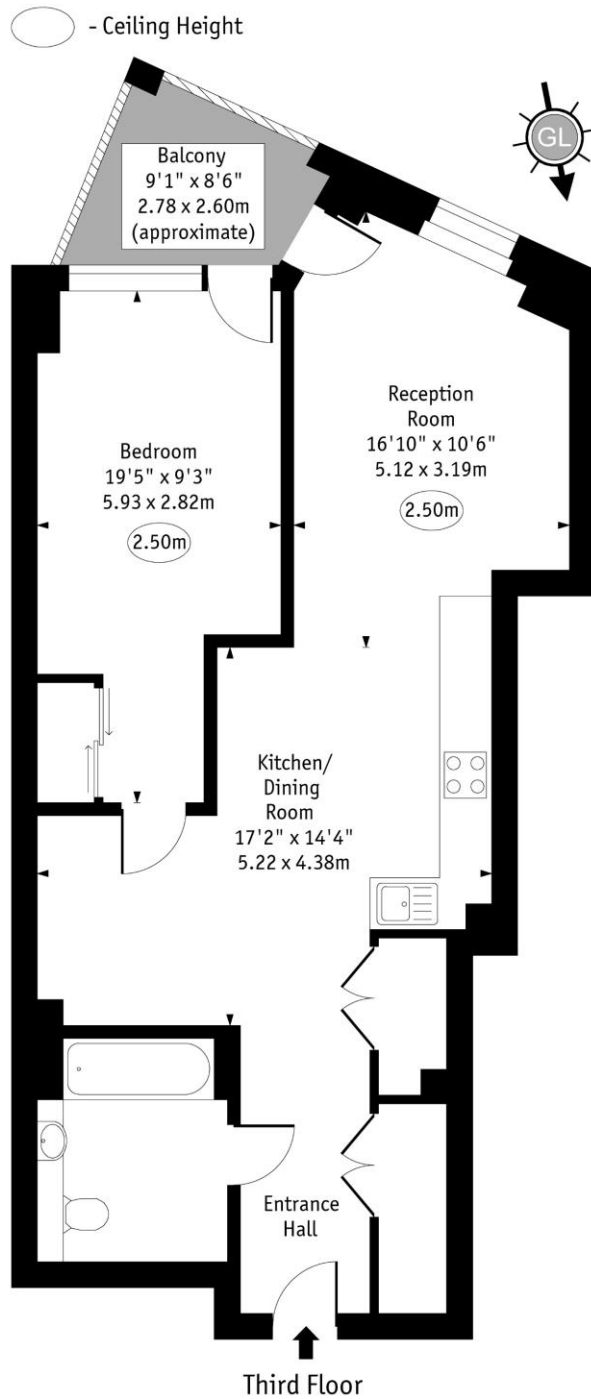 - Ceiling Height
GL
Balcony
9'1" x 8'6"
2.78 x 2.60m
(approximate)
Reception
Room
16'10" x 10'6"
5.12 x 3.19m
2.50m
Bedroom
19'5" x 9'3"
5.93 x 2.82m
2.50m
Kitchen/
Dining
Room
17'2" x 14'4"
5.22 x 4.38m
Entrance
Hall
Third Floor